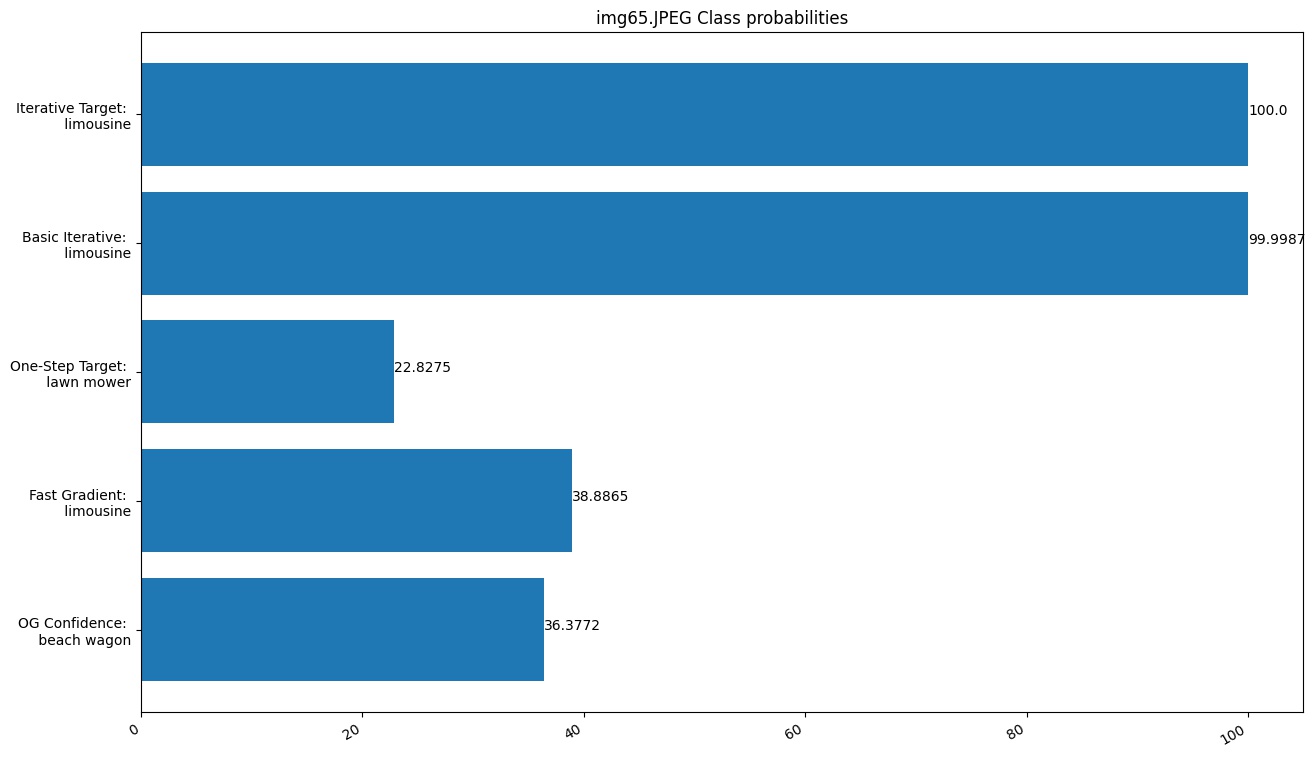 img65.JPEG Class probabilities
Iterative Target:
limousine
100.0
Basic Iterative:
limousine
99.9987
One-Step Target:
lawn mower
22.8275
Fast Gradient:
limousine
38.8865
OG Confidence:
beach wagon
36.3772
0
20
40
60
80
100